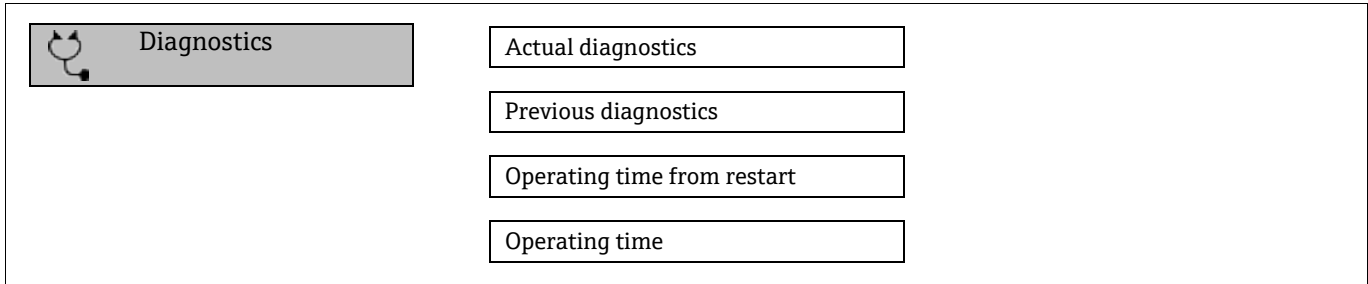 Diagnostics
Actual diagnostics
Previous diagnostics
Operating time from restart
Operating time